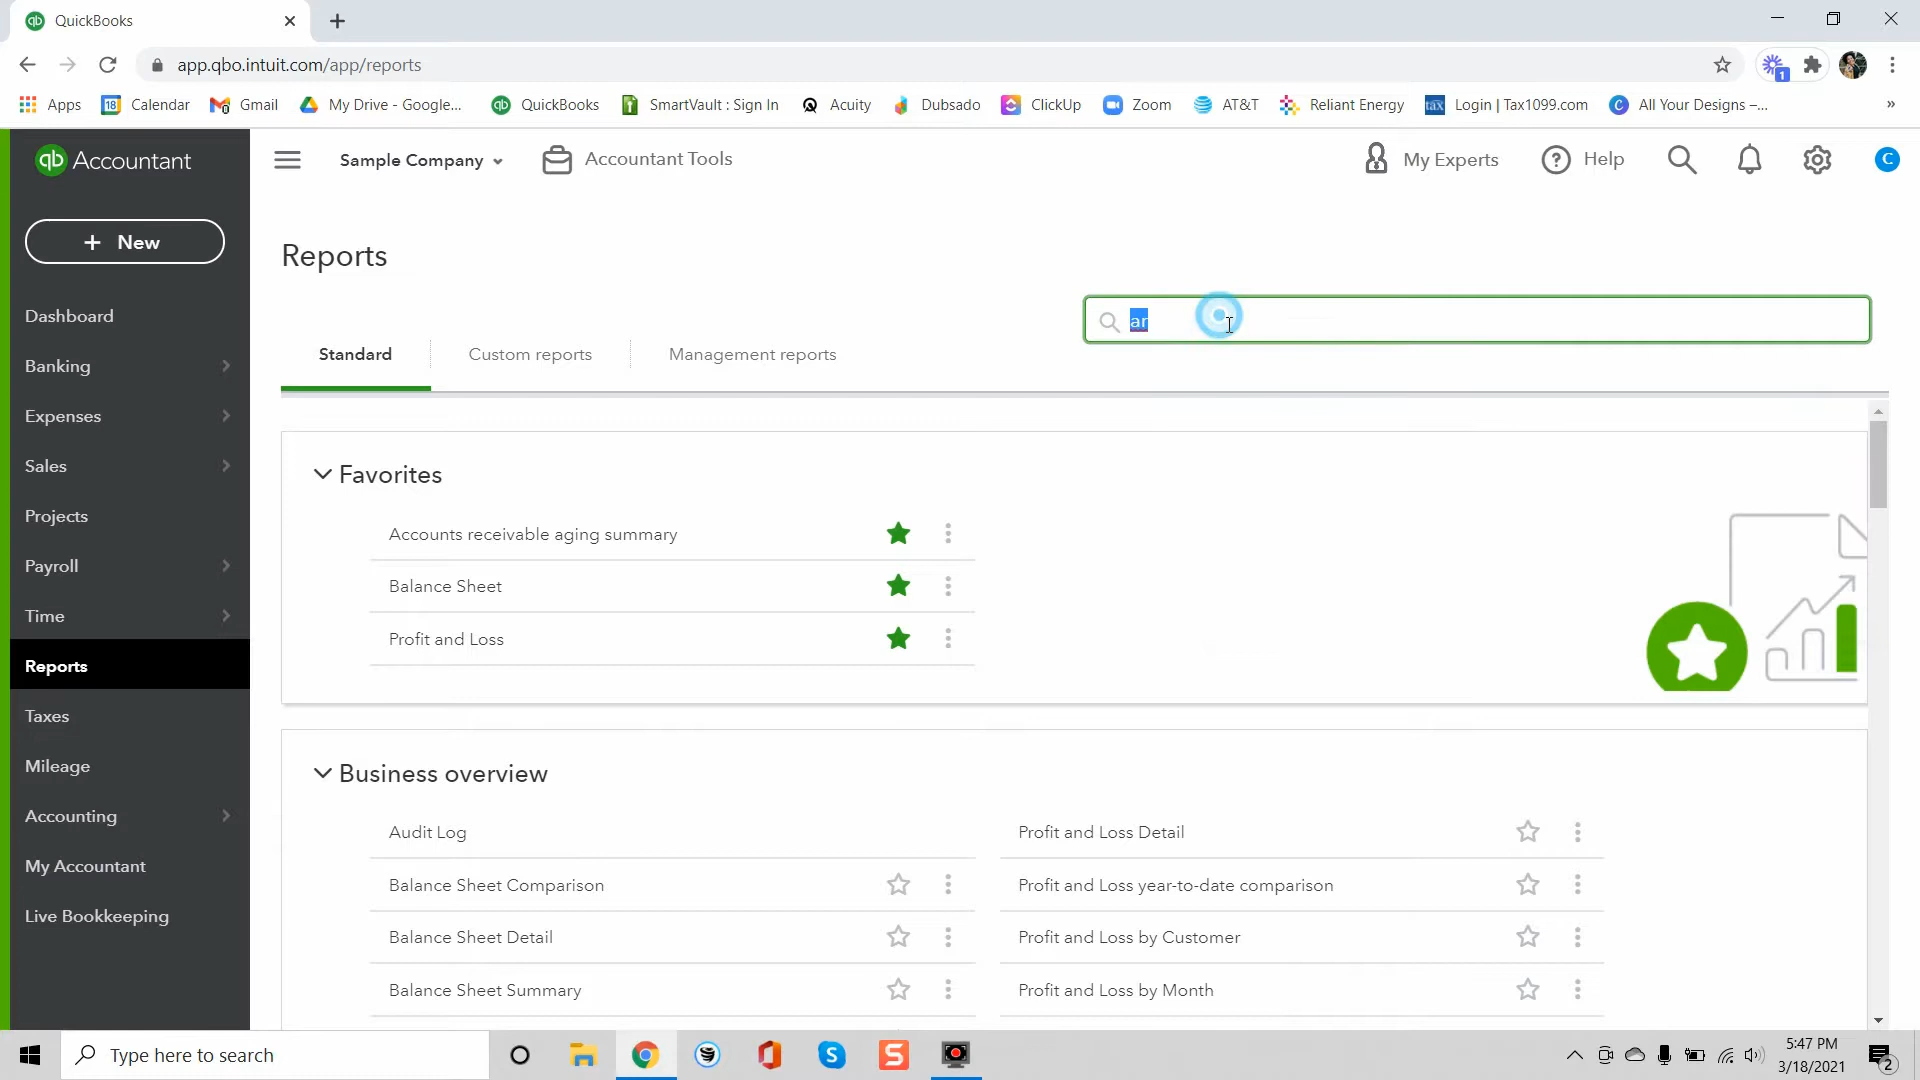 QuickBooks
app.qbo.intuit.com/app/reports
1
Apps
18 Calendar
Gmail
My Drive - Google...
qb QuickBooks
SmartVault : Sign In
Acuity
Dubsado
ClickUp
Zoom
AT&T
Reliant Energy
tax Login | Tax1099.com
C All Your Designs –...
»
qb Accountant
Sample Company
Accountant Tools
My Experts
? Help
C
+ New
Dashboard
Banking
Expenses
Sales
Projects
Payroll
Time
Reports
Taxes
Mileage
Accounting
My Accountant
Live Bookkeeping
Reports
ar
Standard
Custom reports
Management reports
Favorites
Accounts receivable aging summary
Balance Sheet
Profit and Loss
Business overview
Audit Log
Profit and Loss Detail
Balance Sheet Comparison
Profit and Loss year-to-date comparison
Balance Sheet Detail
Profit and Loss by Customer
Balance Sheet Summary
Profit and Loss by Month
Type here to search
S
S
5:47 PM
3/18/2021
2